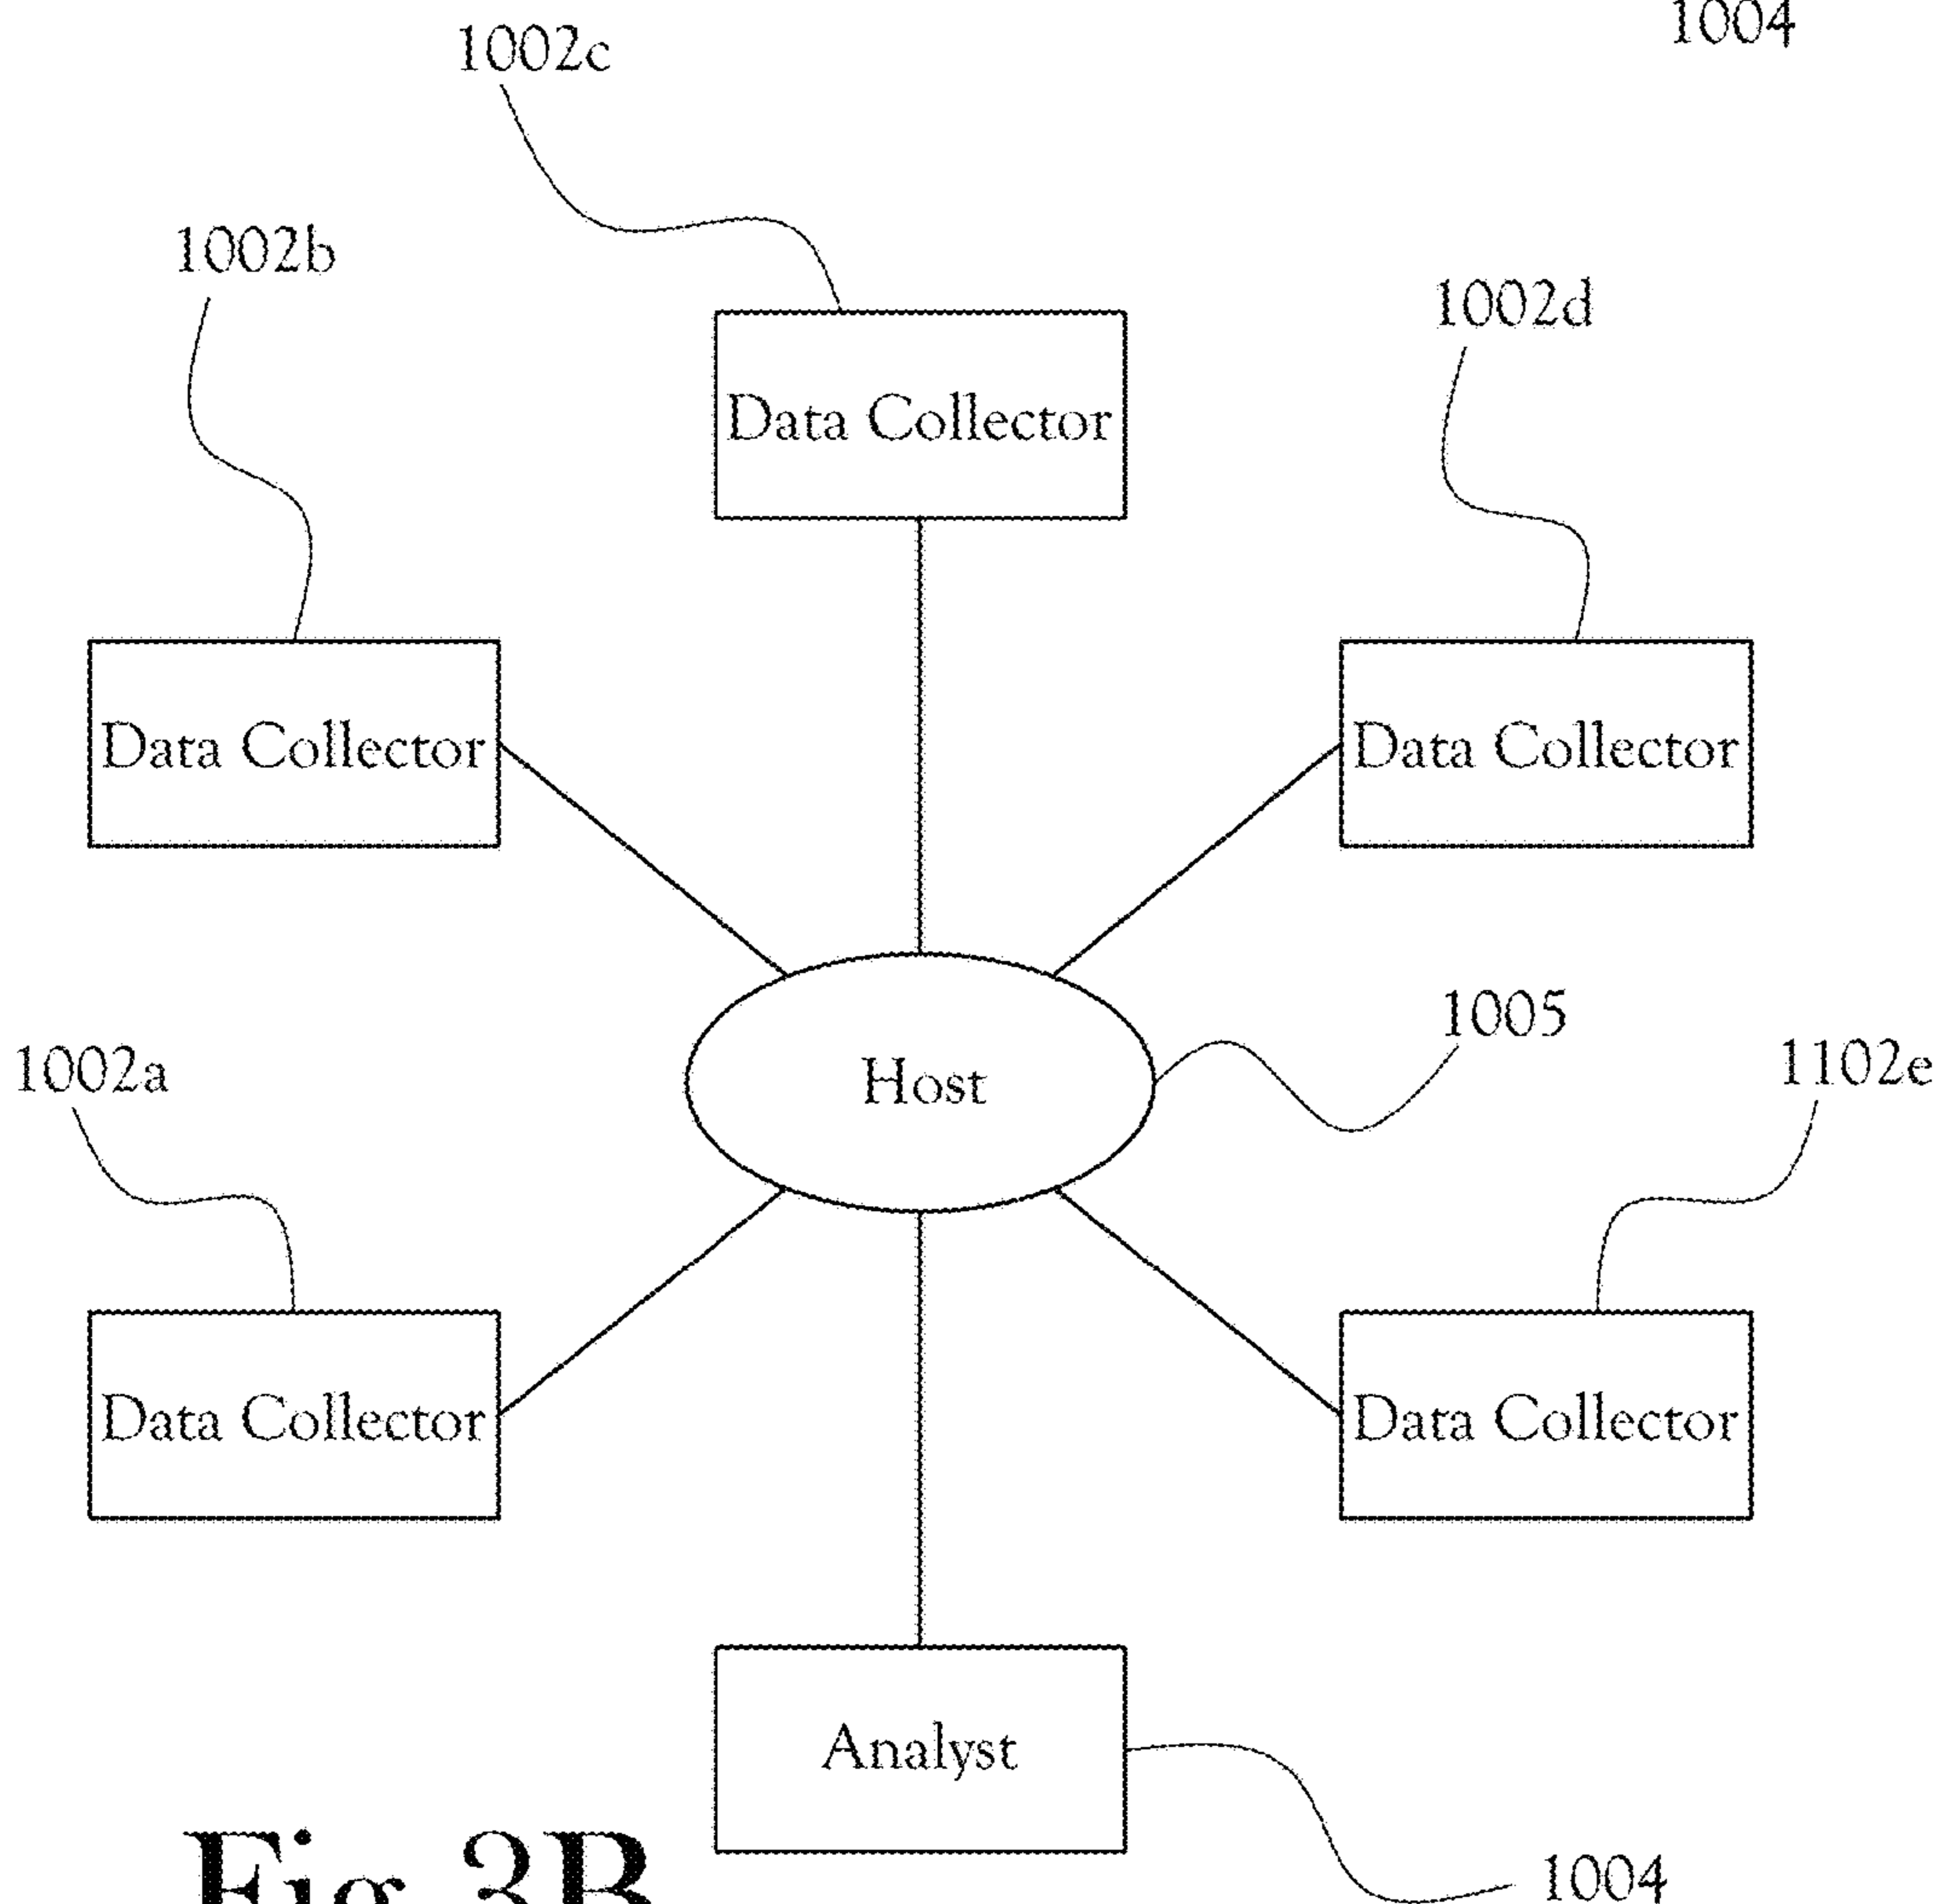 1004
1002c
1002b
1002d
Data Collector
Data Collector
Data Collector
1005
1102e
1002a
Host
Data Collector
Data Collector
Analyst
Fig. 3B
1004